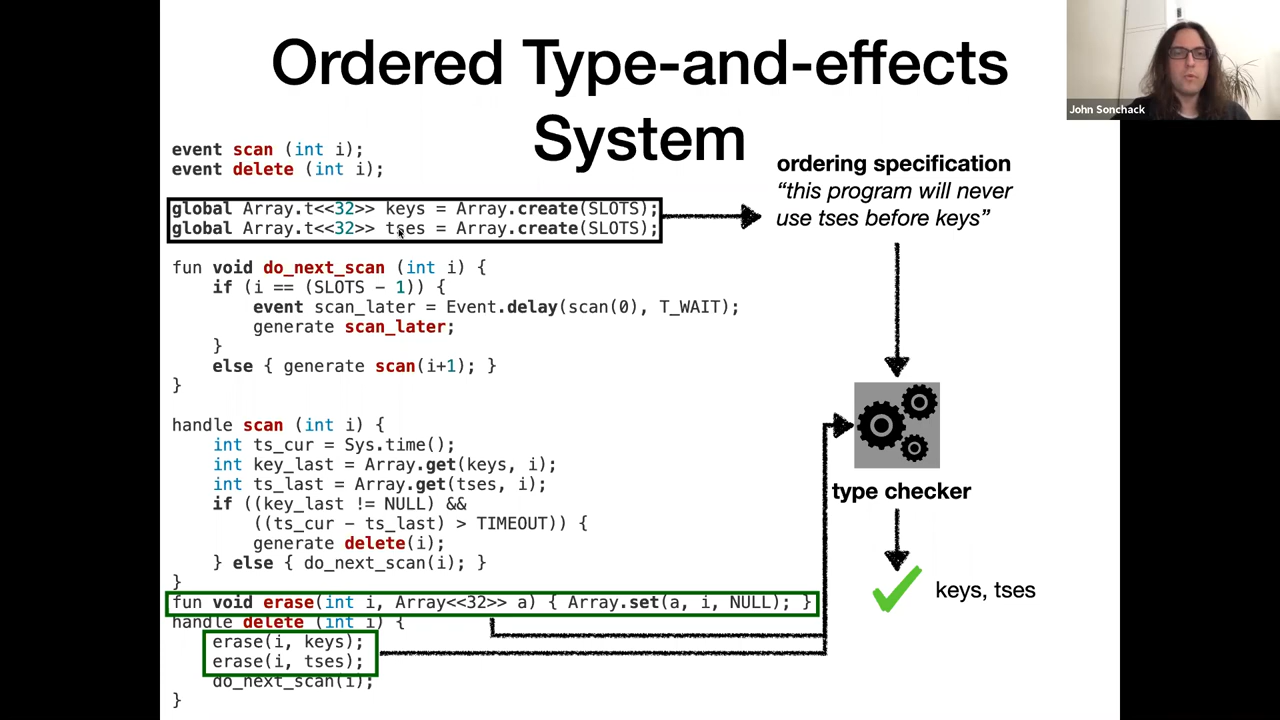 Ordered Type-and-effects
System
John Sonchack
event scan (int i);
event delete (int i);
global Array.t<<32>> keys = Array.create(SLOTS);
global Array.t<<32>> tses = Array.create(SLOTS);
fun void do_next_scan (int i) {
if (i == (SLOTS - 1)) {
event scan_later = Event.delay(scan(0), T_WAIT);
generate scan_later;
}
else { generate scan(i+1); }
}
handle scan (int i) {
int ts_cur = Sys.time();
int key_last = Array.get(keys, i);
int ts_last = Array.get(tses, i);
if ((key_last != NULL) &&
((ts_cur - ts_last) > TIMEOUT)) {
generate delete(i);
} else { do_next_scan(i); }
}
fun void erase(int i, Array<<32>> a) { Array.set(a, i, NULL); }
handle delete (int i) {
erase(i, keys);
erase(i, tses);
do_next_scan(i);
}
ordering specification
“this program will never
use tses before keys”
type checker
keys, tses